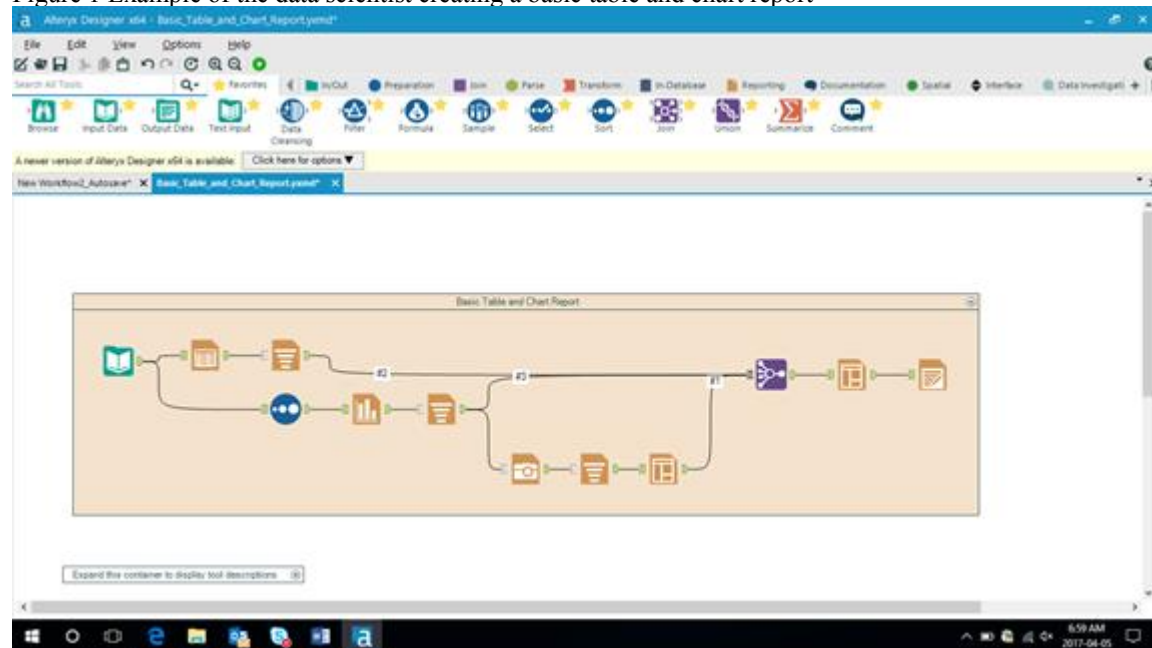 Figure 1 Example of the data scientist creating a basic table and chart report
a Alteryx Designer x64 - Basic_Table_and_Chart_Report.yxmd*
File Edit View Options Help
Search All Tools Favorites In/Out Preparation Join Parse Transform In-Database Reporting Documentation Spatial Interface Data Investigati
Browse Input Data Output Data Text Input Data Cleansing Filter Formula Sample Select Sort Join Union Summarize Comment
A newer version of Alteryx Designer x64 is available. Click here for options
New Workflow2_Autosave* X Basic_Table_and_Chart_Report.yxmd* X
Basic Table and Chart Report
#2
#3
#1
Expand this container to display tool descriptions
6:59 AM
2017-04-05